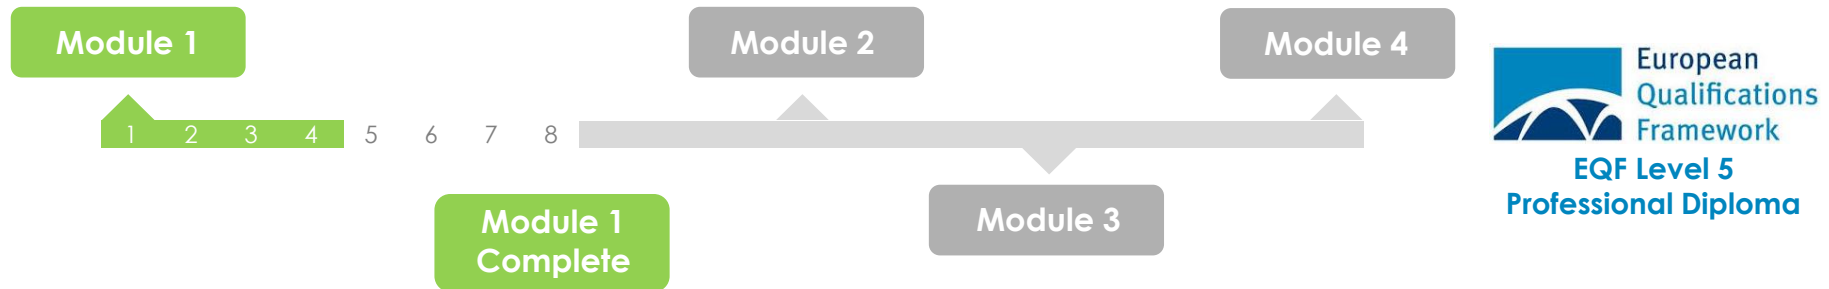 Module 1
Module 2
Module 4
1 2 3 4 5 6 7 8
Module 1
Complete
Module 3
European
Qualifications
Framework
EQF Level 5
Professional Diploma